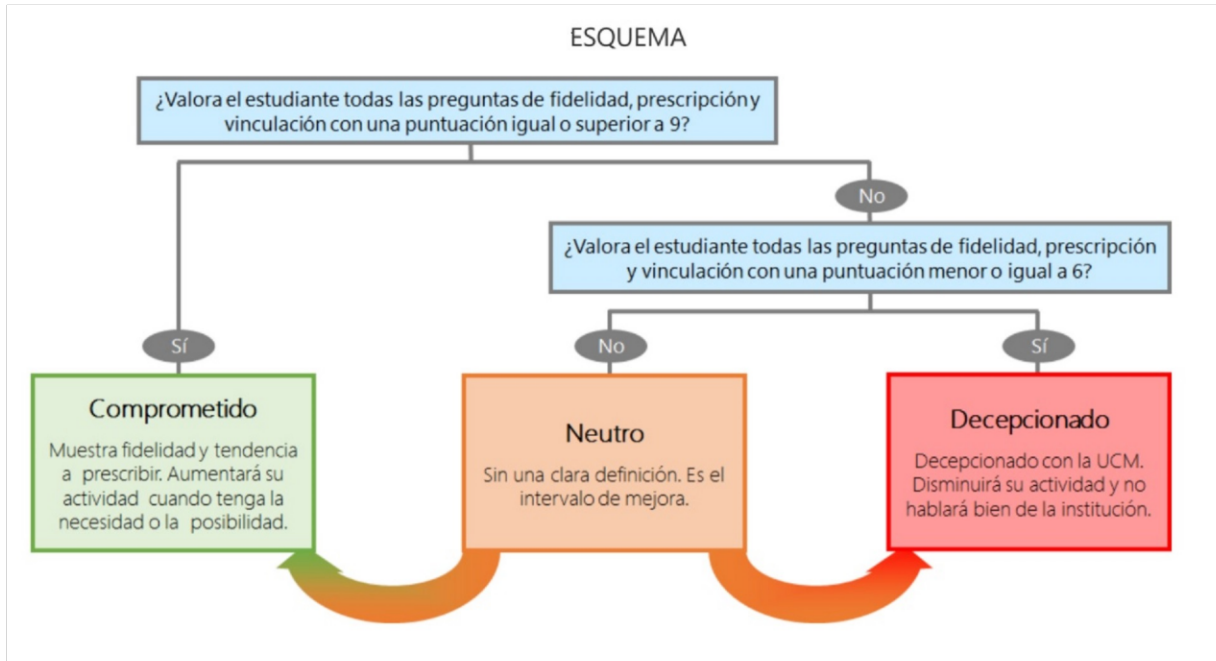 ESQUEMA
¿Valora el estudiante todas las preguntas de fidelidad, prescripción y
vinculación con una puntuación igual o superior a 9?
No
¿Valora el estudiante todas las preguntas de fidelidad, prescripción
y vinculación con una puntuación menor o igual a 6?
Sí
No
Sí
Comprometido
Muestra fidelidad y tendencia
a prescribir. Aumentará su
actividad cuando tenga la
necesidad o la posibilidad.
Neutro
Sin una clara definición. Es el
intervalo de mejora.
Decepcionado
Decepcionado con la UCM.
Disminuirá su actividad y no
hablará bien de la institución.